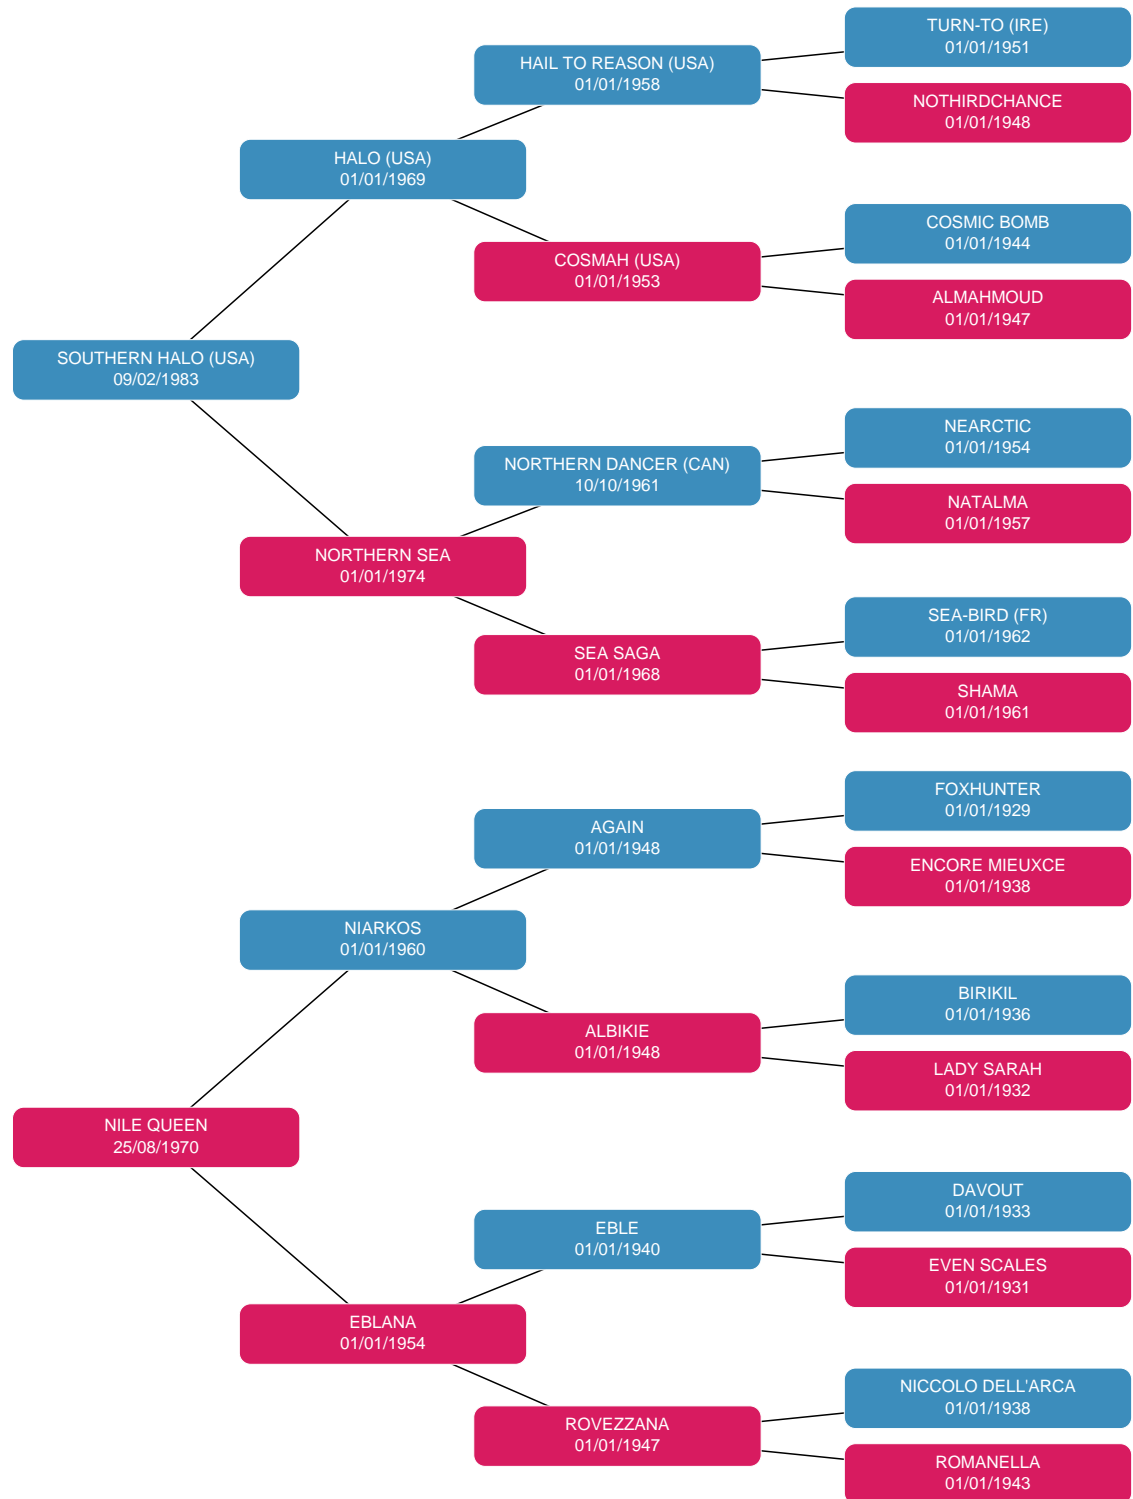 TURN-TO (IRE)
01/01/1951
HAIL TO REASON (USA)
01/01/1958
NOTHIRDCHANCE
01/01/1948
HALO (USA)
01/01/1969
COSMIC BOMB
01/01/1944
COSMAH (USA)
01/01/1953
ALMAHMOUD
01/01/1947
SOUTHERN HALO (USA)
09/02/1983
NEARCTIC
01/01/1954
NORTHERN DANCER (CAN)
10/10/1961
NATALMA
01/01/1957
NORTHERN SEA
01/01/1974
SEA-BIRD (FR)
01/01/1962
SEA SAGA
01/01/1968
SHAMA
01/01/1961
FOXHUNTER
01/01/1929
AGAIN
01/01/1948
ENCORE MIEUXCE
01/01/1938
NIARKOS
01/01/1960
BIRIKIL
01/01/1936
ALBIKIE
01/01/1948
LADY SARAH
01/01/1932
NILE QUEEN
25/08/1970
DAVOUT
01/01/1933
EBLE
01/01/1940
EVEN SCALES
01/01/1931
EBLANA
01/01/1954
NICCOLO DELL'ARCA
01/01/1938
ROVEZZANA
01/01/1947
ROMANELLA
01/01/1943